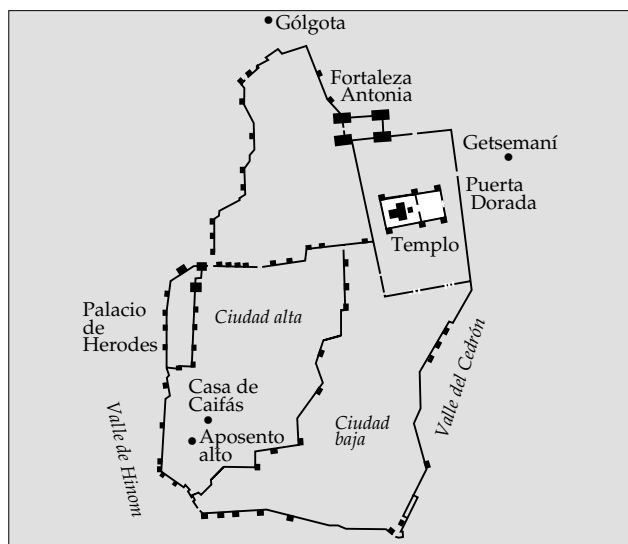 Gólgota
Fortaleza
Antonia
Getsemaní
Puerta
Dorada
Templo
Palacio
de
Herodes
Ciudad alta
Casa de
Caifás
Aposento
alto
Ciudad
baja
Valle del Cedrón
Valle de Hinom